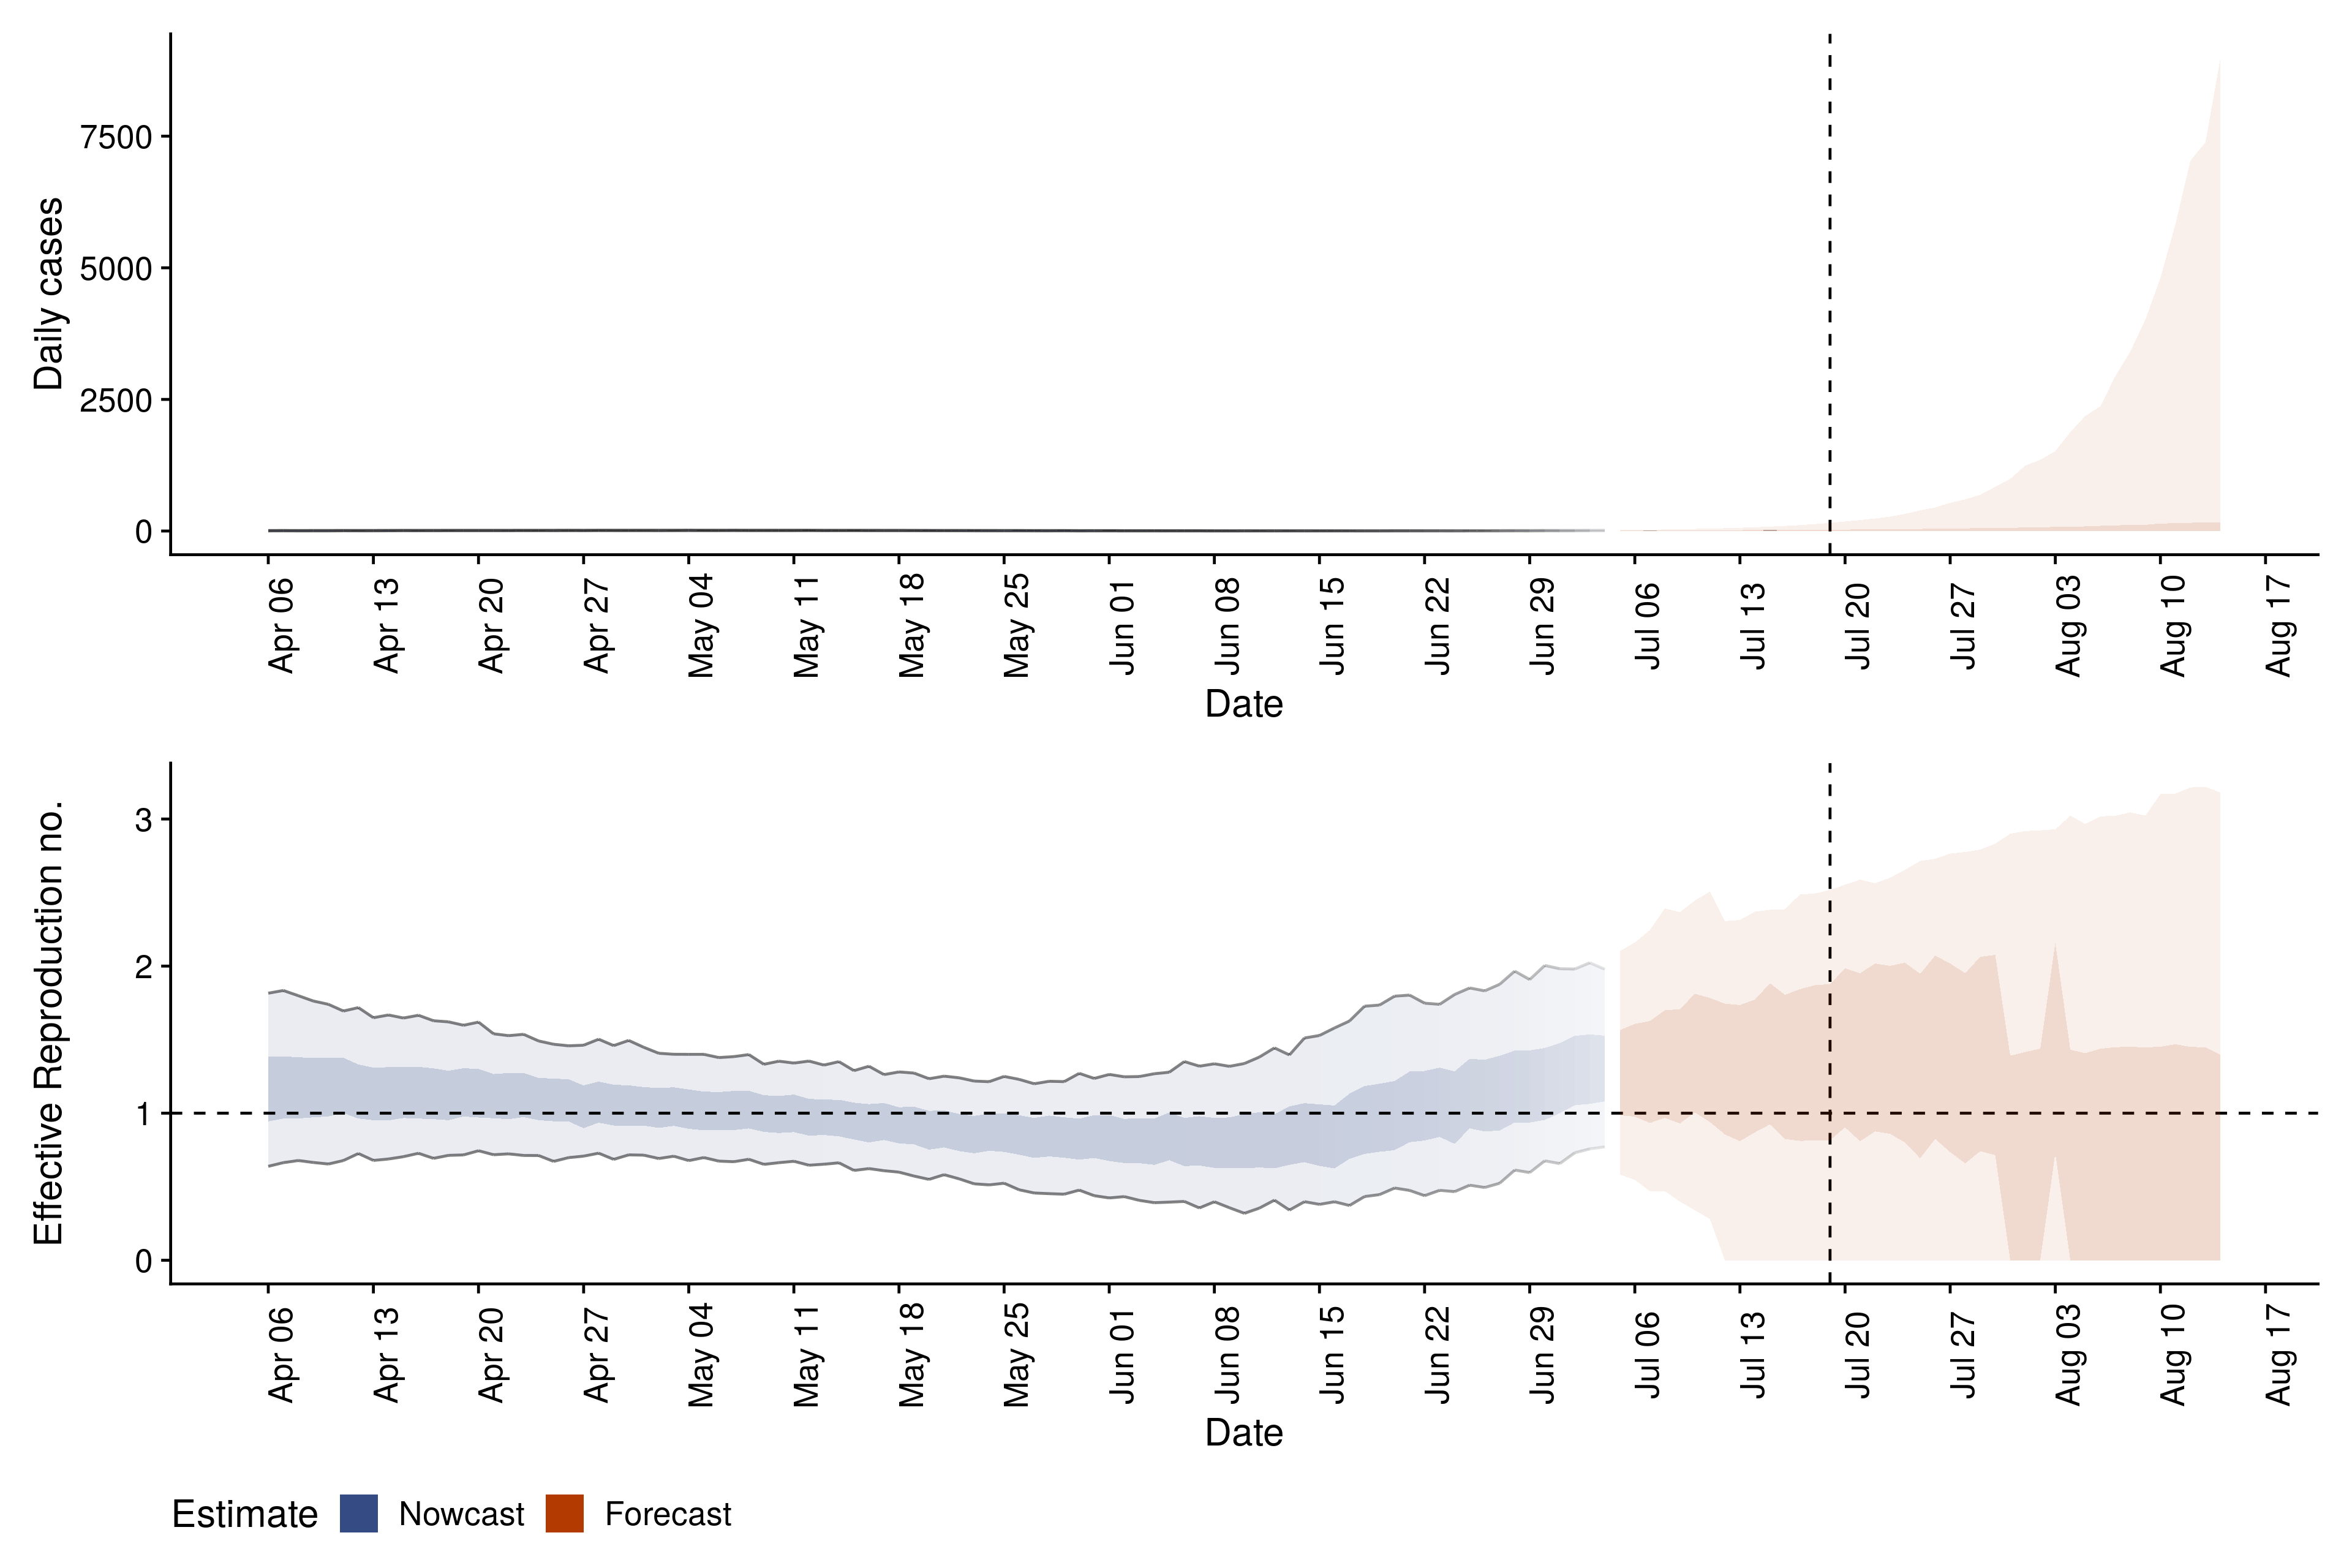 Daily cases
7500
5000
2500
0
Apr 06 Apr 13 Apr 20 Apr 27 May 04 May 11 May 18 May 25 Jun 01 Jun 08 Jun 15 Jun 22 Jun 29 Jul 06 Jul 13 Jul 20 Jul 27 Aug 03 Aug 10 Aug 17
Date
Effective Reproduction no.
3
2
1
0
Apr 06 Apr 13 Apr 20 Apr 27 May 04 May 11 May 18 May 25 Jun 01 Jun 08 Jun 15 Jun 22 Jun 29 Jul 06 Jul 13 Jul 20 Jul 27 Aug 03 Aug 10 Aug 17
Date
Estimate Nowcast Forecast